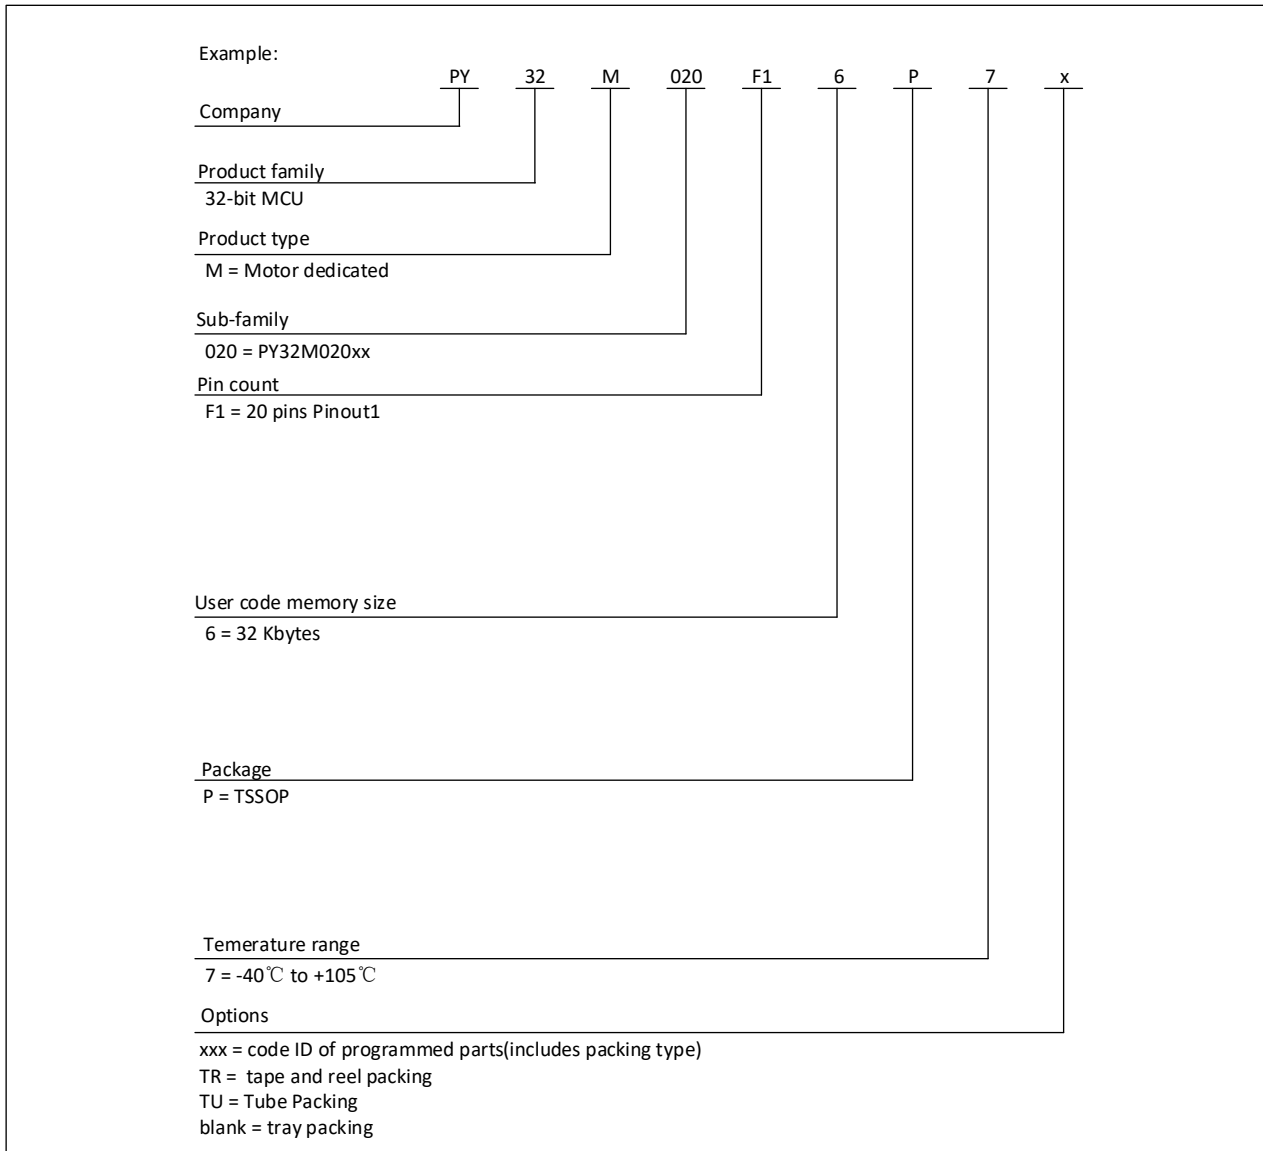 Example:
PY 32 M 020 F1 6 P 7 x
Company
Product family
32-bit MCU
Product type
M = Motor dedicated
Sub-family
020 = PY32M020xx
Pin count
F1 = 20 pins Pinout1
User code memory size
6 = 32 Kbytes
Package
P = TSSOP
Temerature range
7 = -40℃ to +105℃
Options
xxx = code ID of programmed parts(includes packing type)
TR = tape and reel packing
TU = Tube Packing
blank = tray packing